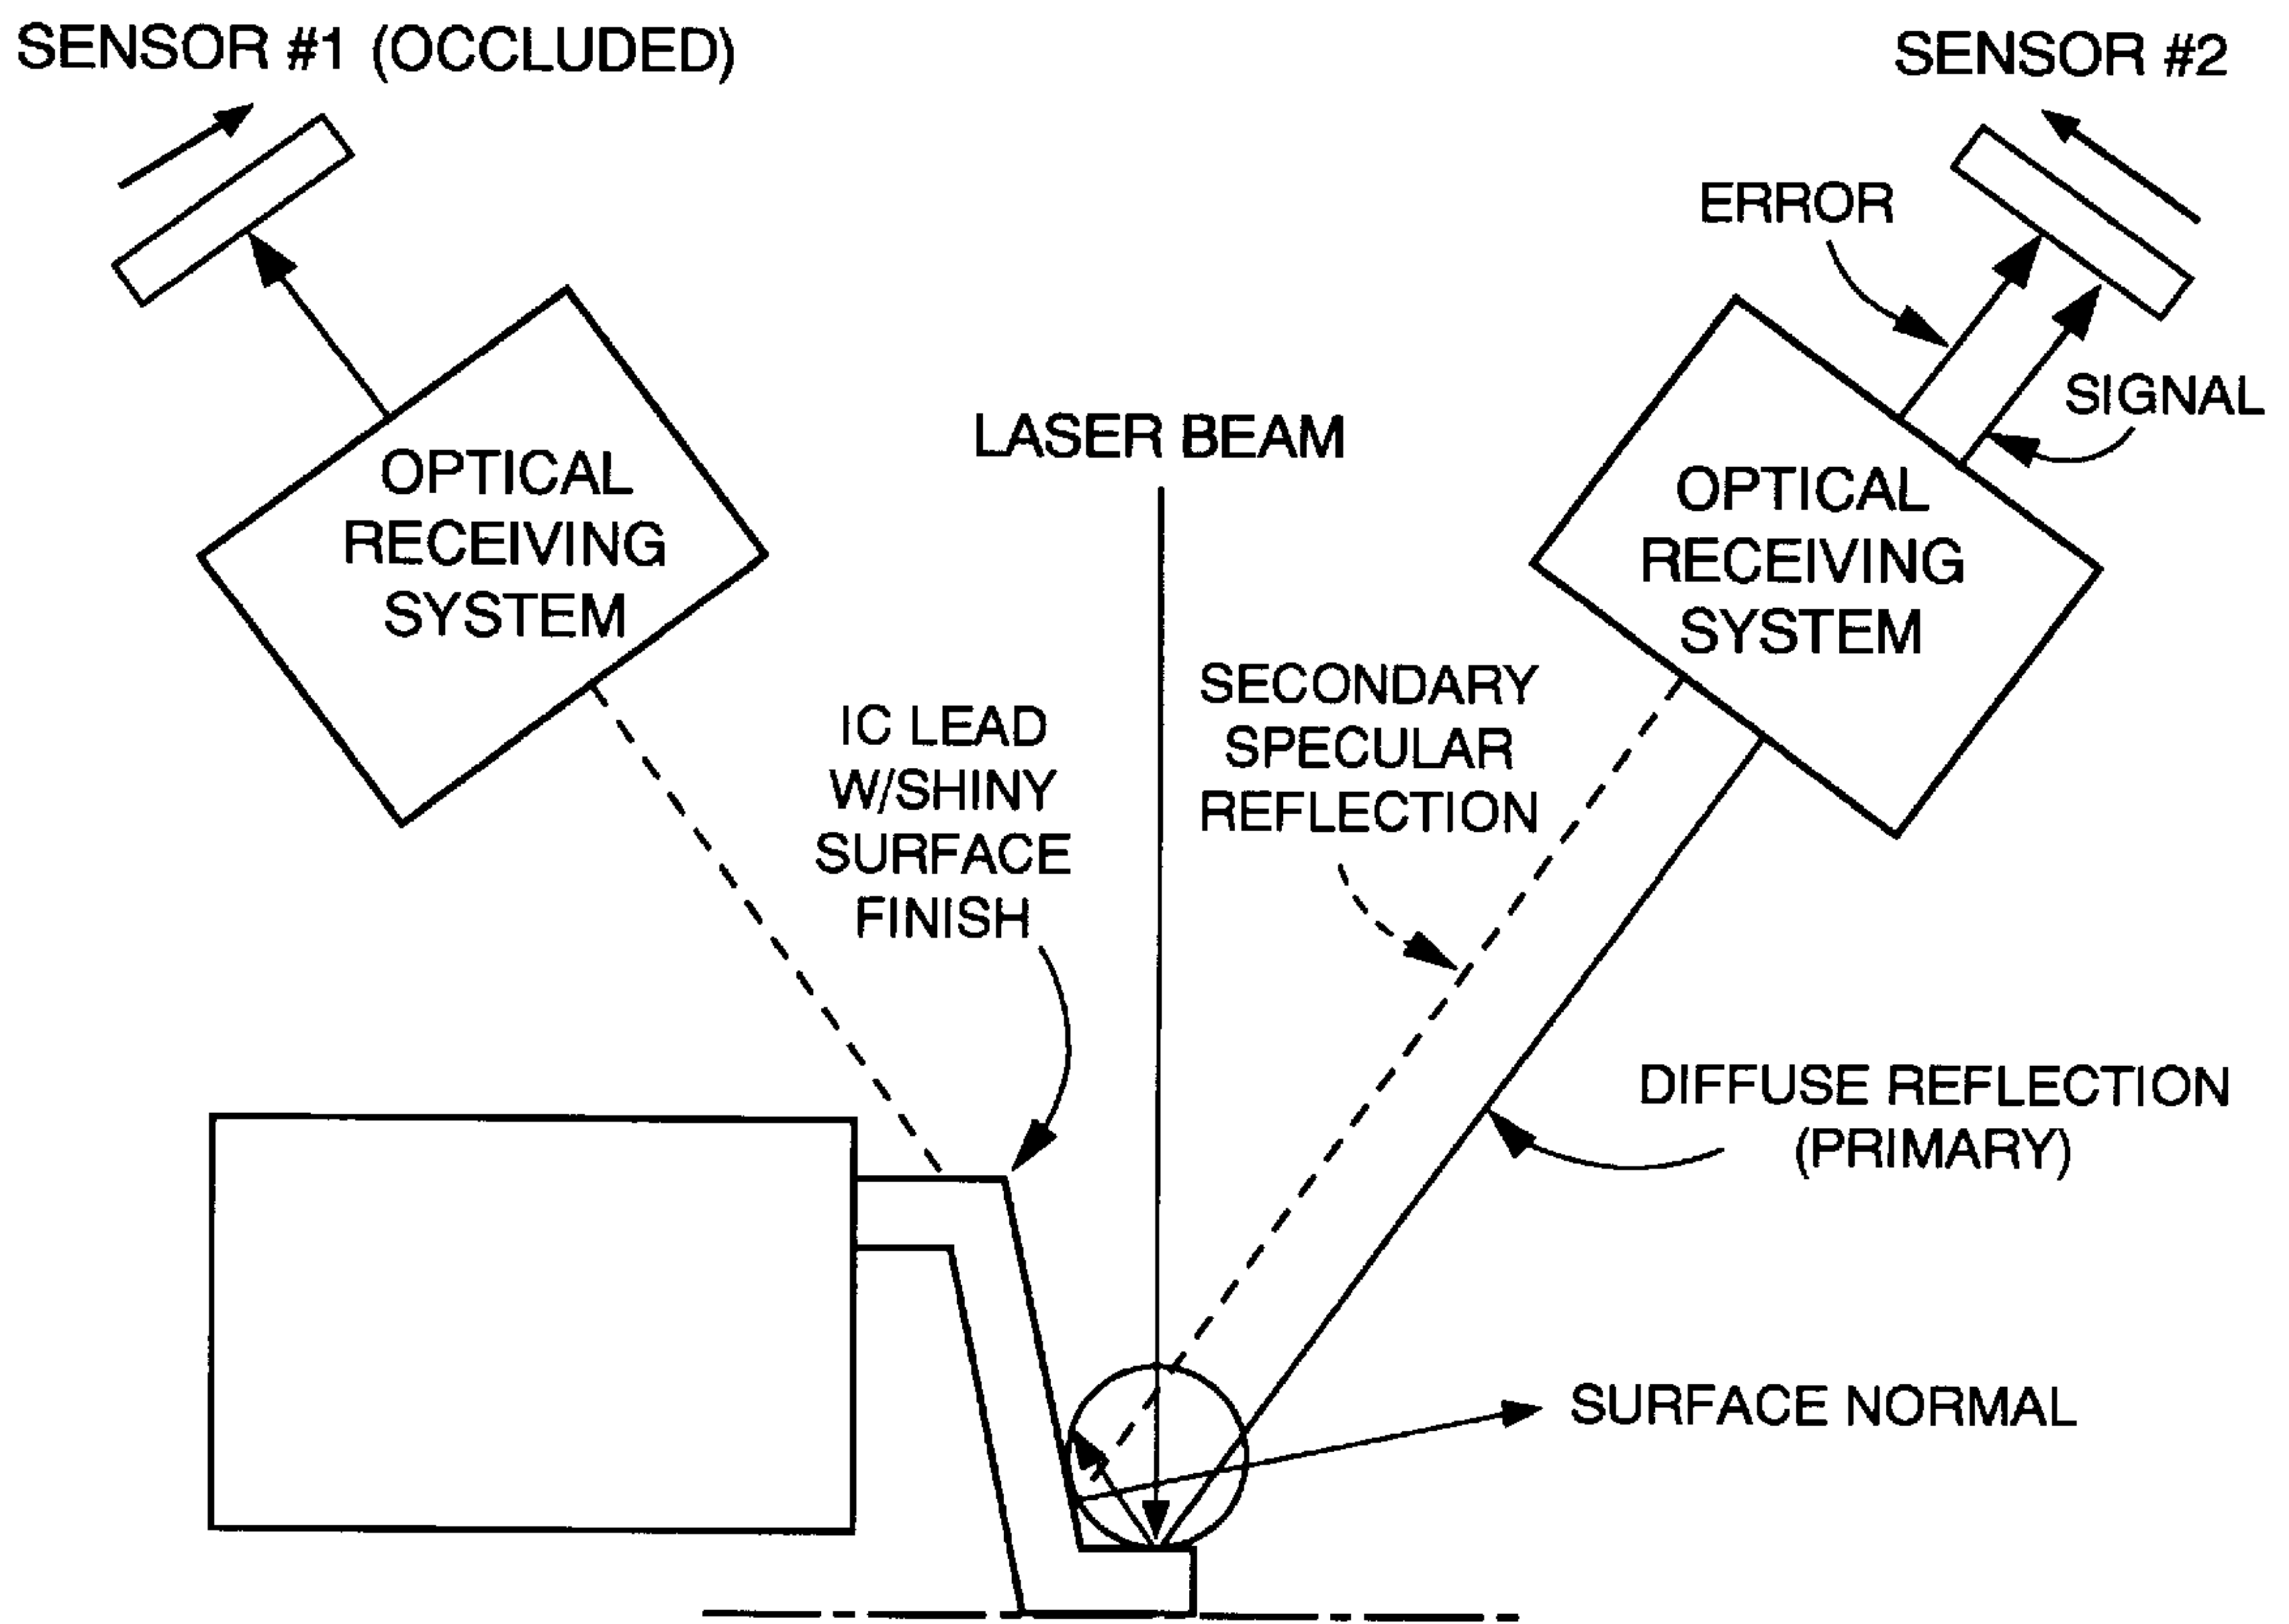 SENSOR #1 (OCCLUDED)
SENSOR #2
ERROR
SIGNAL
LASER BEAM
OPTICAL
RECEIVING
SYSTEM
OPTICAL
RECEIVING
SYSTEM
IC LEAD
W/SHINY
SURFACE
FINISH
SECONDARY
SPECULAR
REFLECTION
DIFFUSE REFLECTION
(PRIMARY)
SURFACE NORMAL